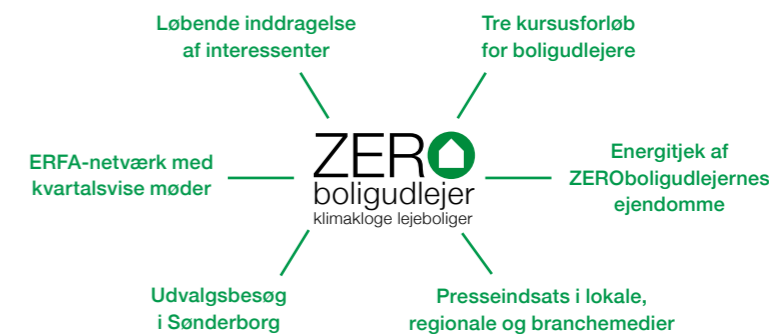 Løbende inddragelse
af interessenter
Tre kursusforløb
for boligudlejere
ERFA-netværk med
kvartalsvise møder
ZERO
boligudlejer
klimakloge lejeboliger
Energitjek af
ZEROboligudlejernes
ejendomme
Udvalgsbesøg
i Sønderborg
Presseindsats i lokale,
regionale og branchemedier